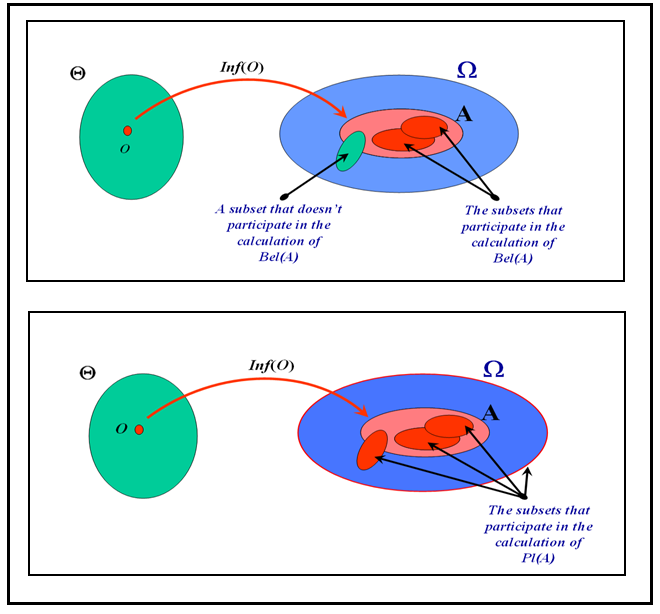 Θ
Inf(O)
Ω
A
O
A subset that doesn't
participate in the
calculation of
Bel(A)
The subsets that
participate in the
calculation of
Bel(A)
Θ
Inf(O)
Ω
A
O
The subsets that
participate in the
calculation of
Pl(A)